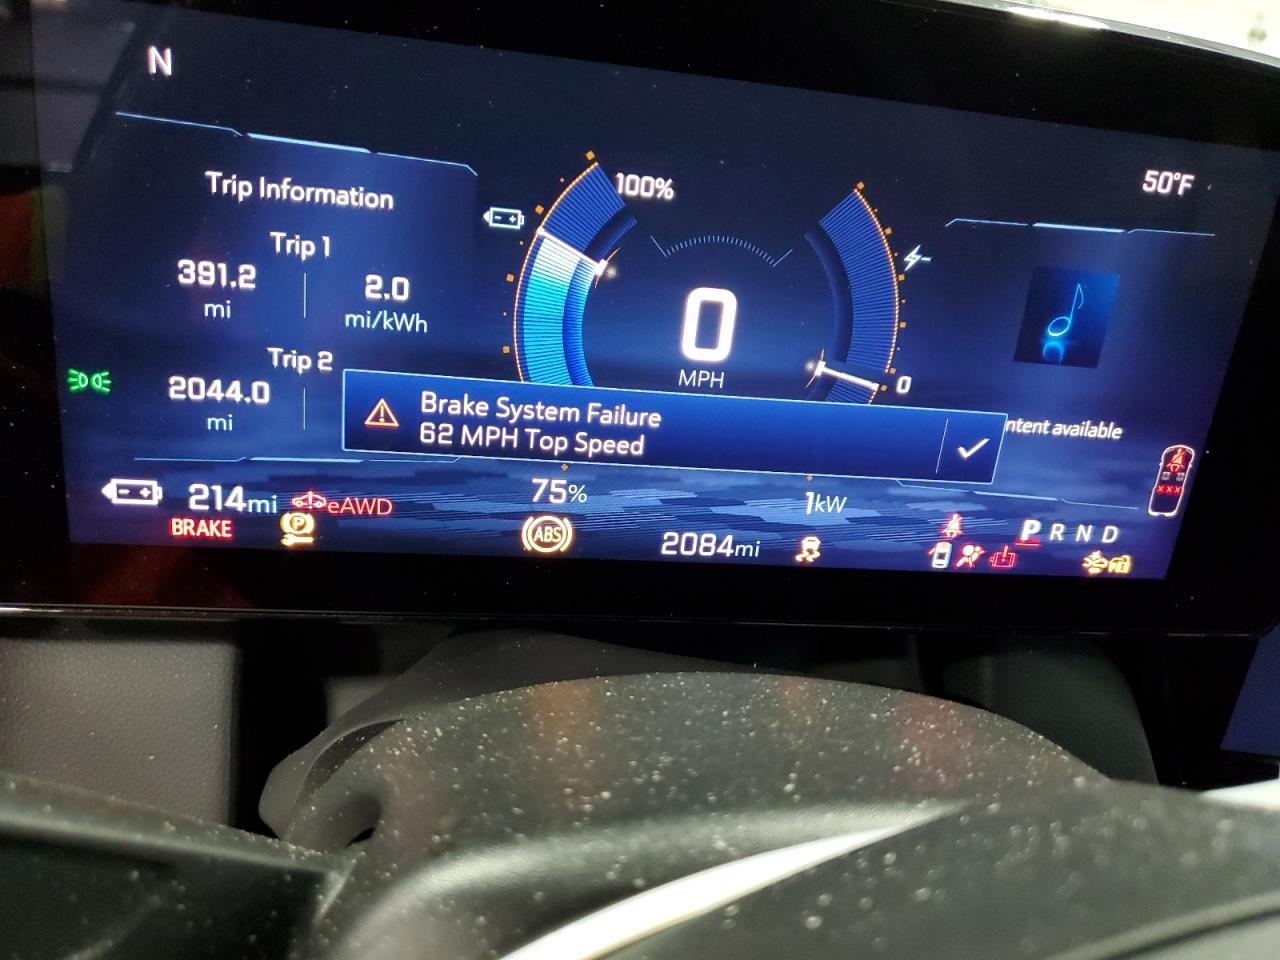 N
50°F
Trip Information
Trip 1
391.2
mi
2.0
mi/kWh
Trip 2
2044.0
mi
100%
0
MPH
0
Brake System Failure
62 MPH Top Speed
ntent available
214mi
eAWD
75%
1kW
BRAKE
P
ABS
2084mi
P R N D